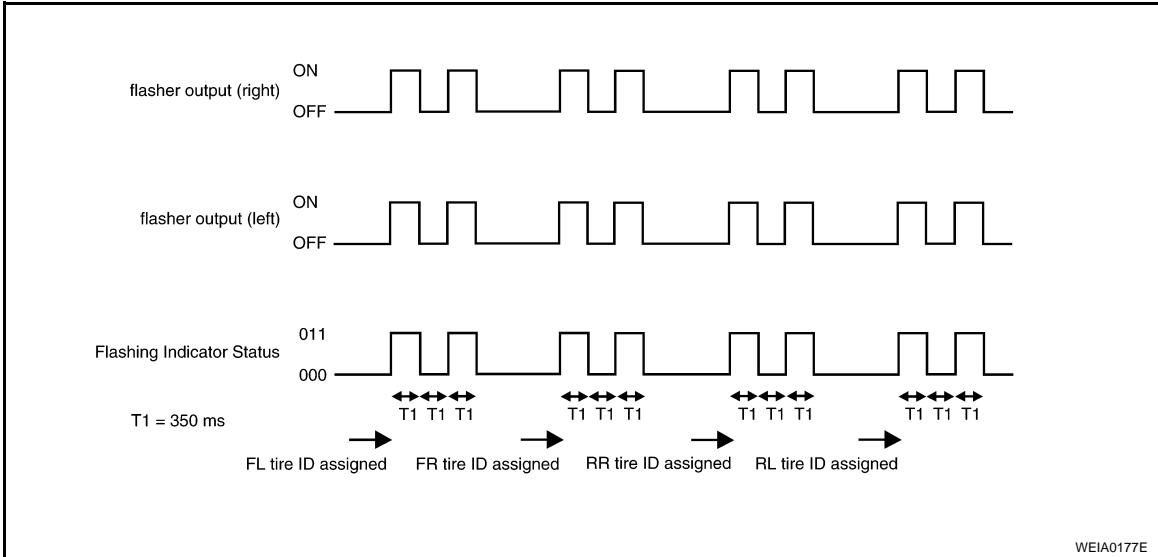 ON
flasher output (right)
OFF
ON
flasher output (left)
OFF
011
Flashing Indicator Status
000
T1 T1 T1 T1 T1 T1 T1 T1 T1 T1 T1 T1
T1 = 350 ms
FL tire ID assigned FR tire ID assigned RR tire ID assigned RL tire ID assigned
WEIA0177E